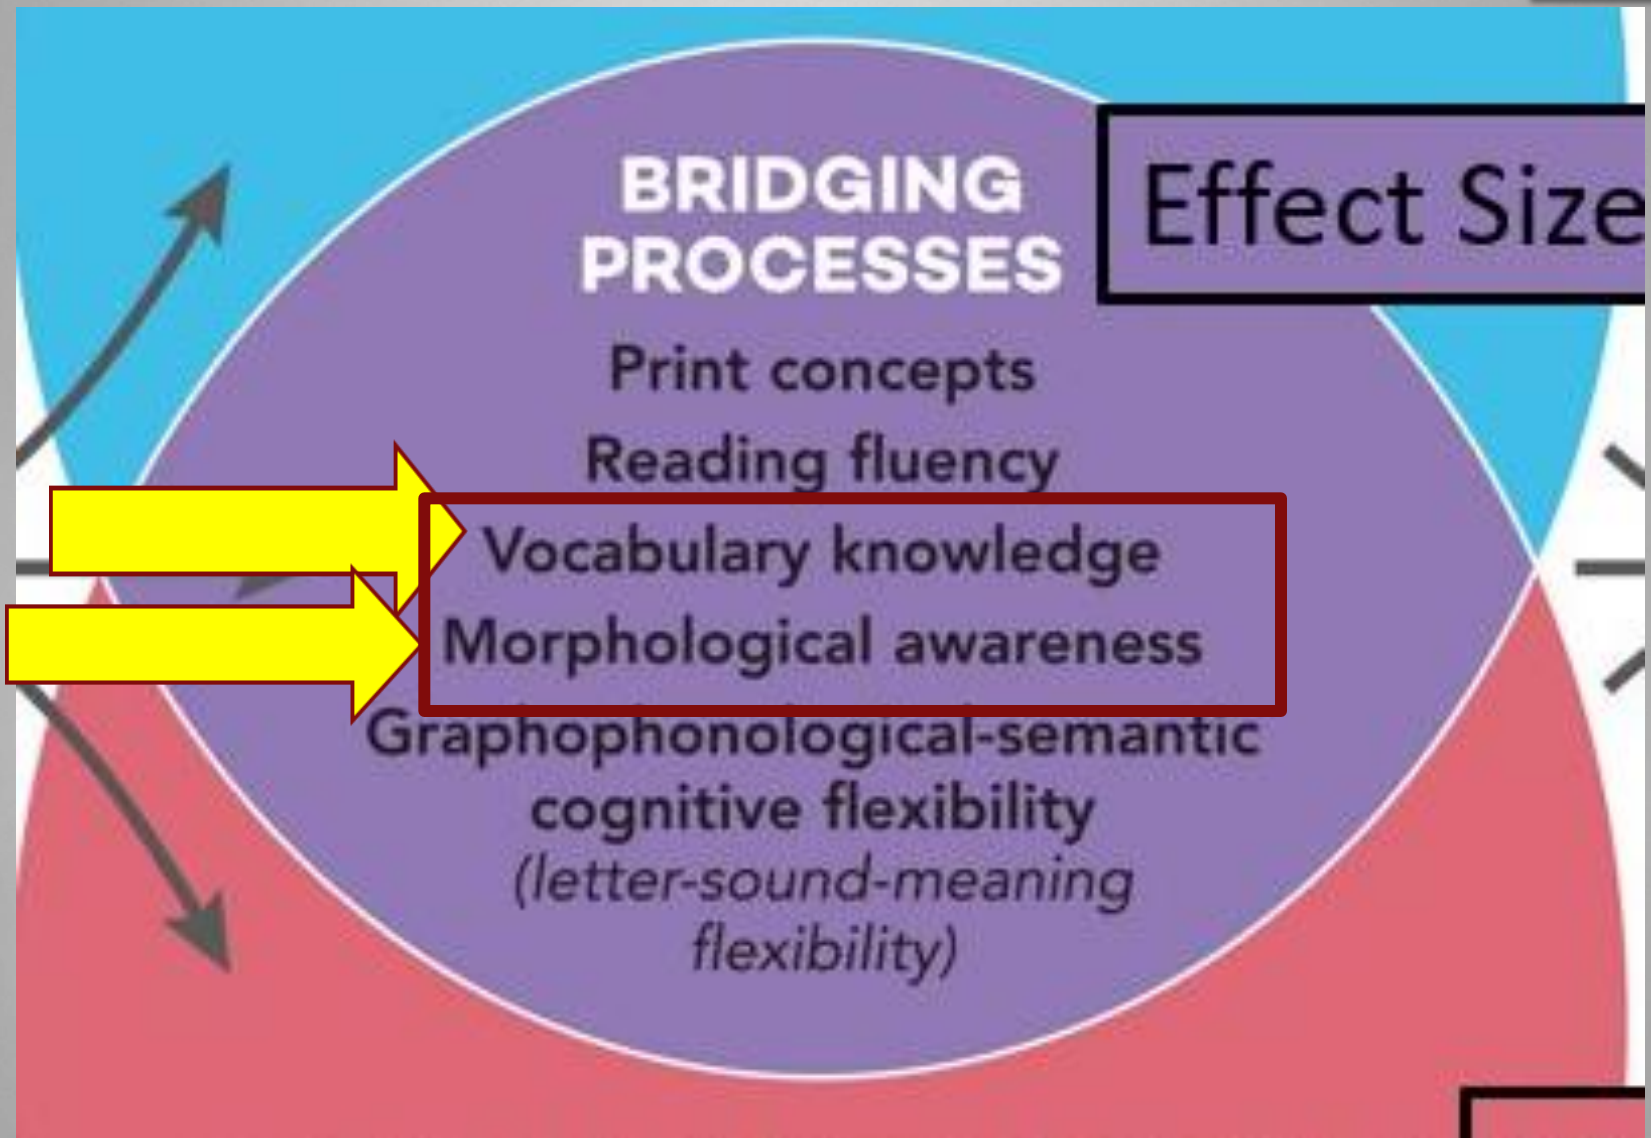 BRIDGING
PROCESSES
Effect Size
Print concepts
Reading fluency
Vocabulary knowledge
Morphological awareness
Graphophonological-semantic
cognitive flexibility
(letter-sound-meaning
flexibility)